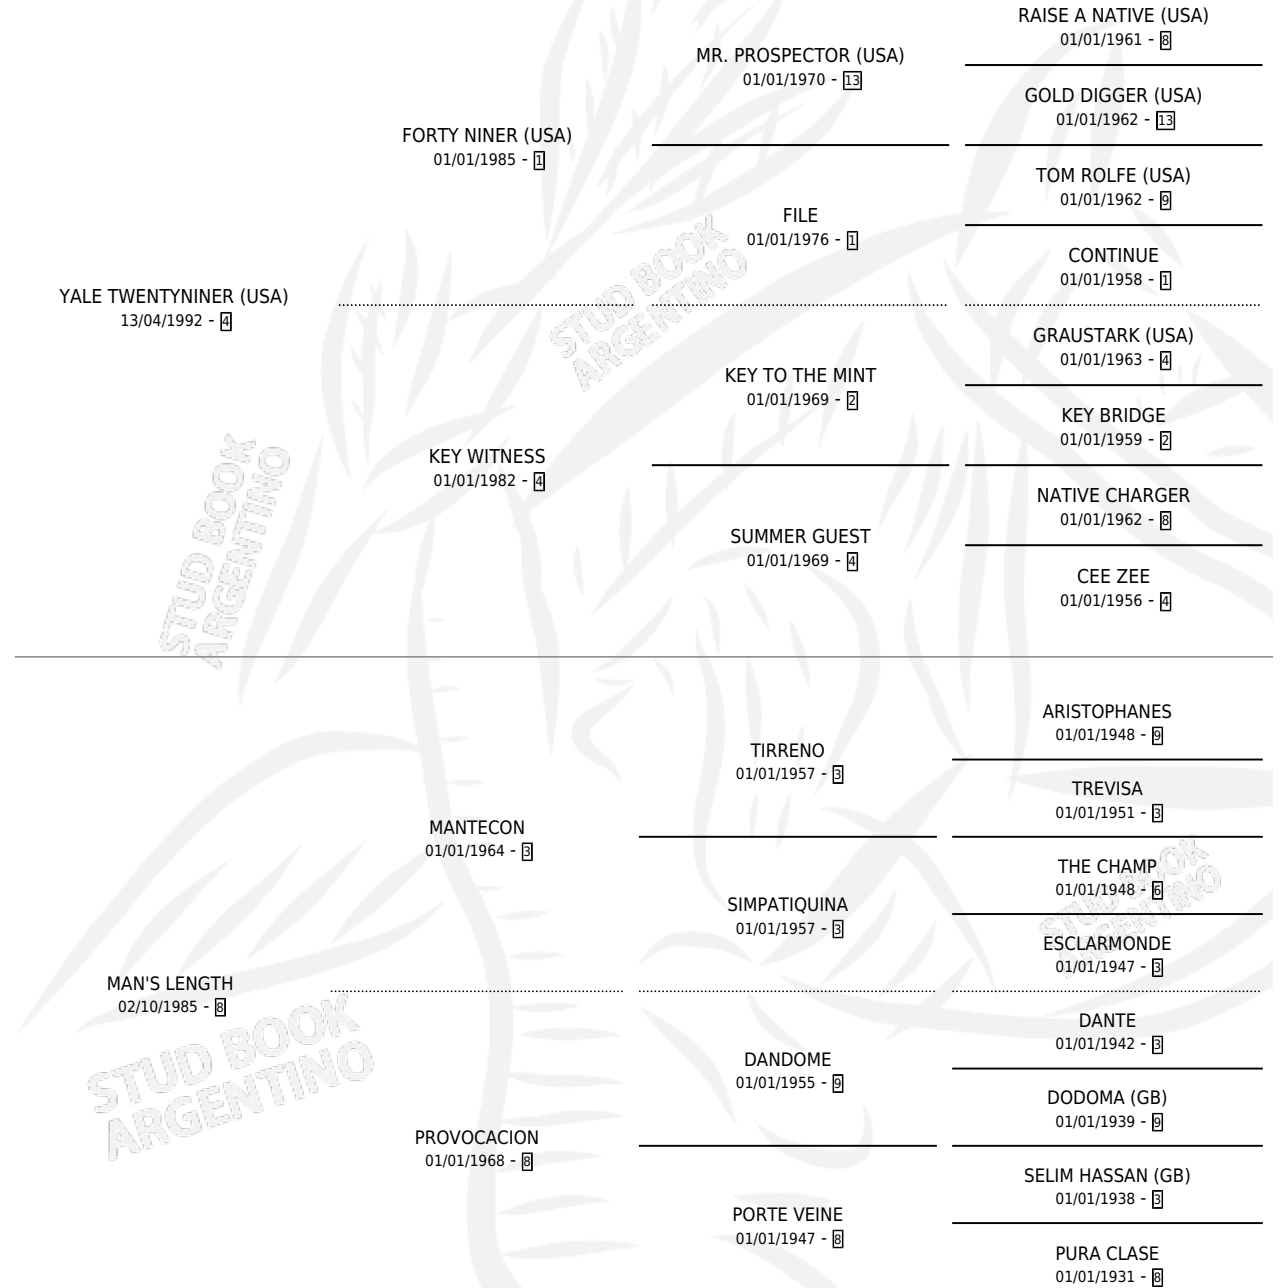 RAISE A NATIVE (USA)
01/01/1961 - 8
MR. PROSPECTOR (USA)
01/01/1970 - 13
GOLD DIGGER (USA)
01/01/1962 - 13
FORTY NINER (USA)
01/01/1985 - 1
TOM ROLFE (USA)
01/01/1962 - 9
FILE
01/01/1976 - 1
CONTINUE
01/01/1958 - 1
YALE TWENTYNINER (USA)
13/04/1992 - 4
GRAUSTARK (USA)
01/01/1963 - 4
KEY TO THE MINT
01/01/1969 - 2
KEY BRIDGE
01/01/1959 - 2
KEY WITNESS
01/01/1982 - 4
NATIVE CHARGER
01/01/1962 - 8
SUMMER GUEST
01/01/1969 - 4
CEE ZEE
01/01/1956 - 4
ARISTOPHANES
01/01/1948 - 9
TIRRENO
01/01/1957 - 3
TREVISA
01/01/1951 - 3
MANTECON
01/01/1964 - 3
THE CHAMP
01/01/1948 - 6
SIMPATIQUINA
01/01/1957 - 3
ESCLARMONDE
01/01/1947 - 3
MAN'S LENGTH
02/10/1985 - 8
DANTE
01/01/1942 - 3
DANDOME
01/01/1955 - 9
DODOMA (GB)
01/01/1939 - 9
PROVOCACION
01/01/1968 - 8
SELIM HASSAN (GB)
01/01/1938 - 3
PORTE VEINE
01/01/1947 - 8
PURA CLASE
01/01/1931 - 8
STUD BOOK
ARGENTINO
STUD BOOK
ARGENTINO
STUD BOOK
ARGENTINO
STUD BOOK
ARGENTINO